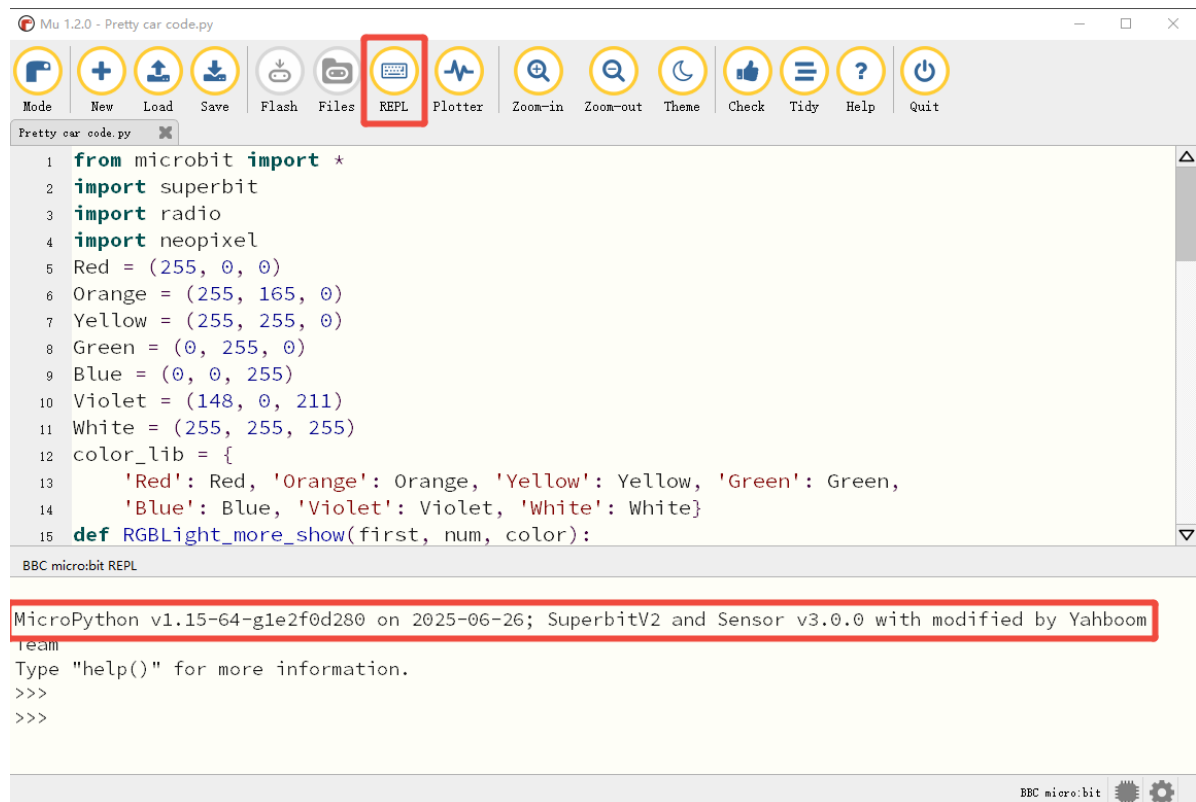 Mu 1.2.0 - Pretty car code.py
Mode New Load Save Flash Files REPL Plotter Zoom-in Zoom-out Theme Check Tidy Help Quit
Pretty car code.py
1 from microbit import *
2 import superbit
3 import radio
4 import neopixel
5 Red = (255, 0, 0)
6 Orange = (255, 165, 0)
7 Yellow = (255, 255, 0)
8 Green = (0, 255, 0)
9 Blue = (0, 0, 255)
10 Violet = (148, 0, 211)
11 White = (255, 255, 255)
12 color_lib = {
13 'Red': Red, 'Orange': Orange, 'Yellow': Yellow, 'Green': Green,
14 'Blue': Blue, 'Violet': Violet, 'White': White}
15 def RGBLight_more_show(first, num, color):
BBC micro:bit REPL
MicroPython v1.15-64-g1e2f0d280 on 2025-06-26; SuperbitV2 and Sensor v3.0.0 with modified by Yahboom
Team
Type "help()" for more information.
>>>
>>>
BBC micro:bit